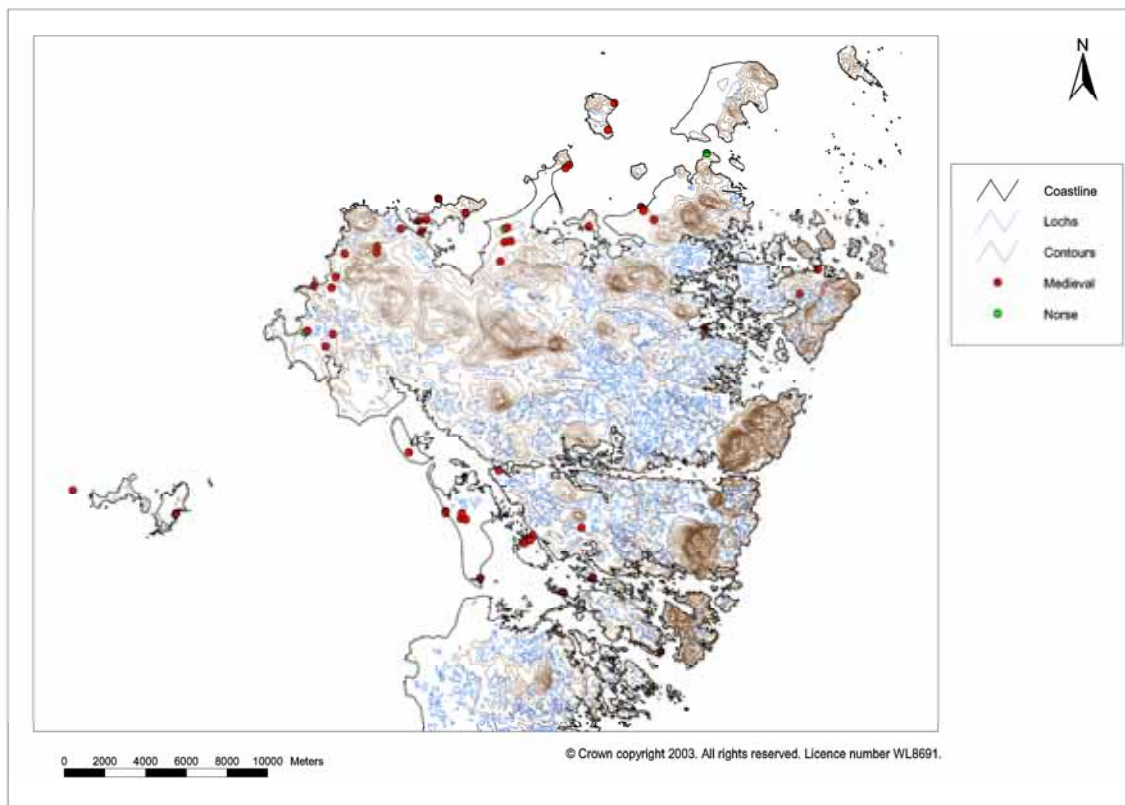 N
Coastline
Lochs
Contours
Medieval
Norse
0 2000 4000 6000 8000 10000 Meters
© Crown copyright 2003. All rights reserved. Licence number WL8691.